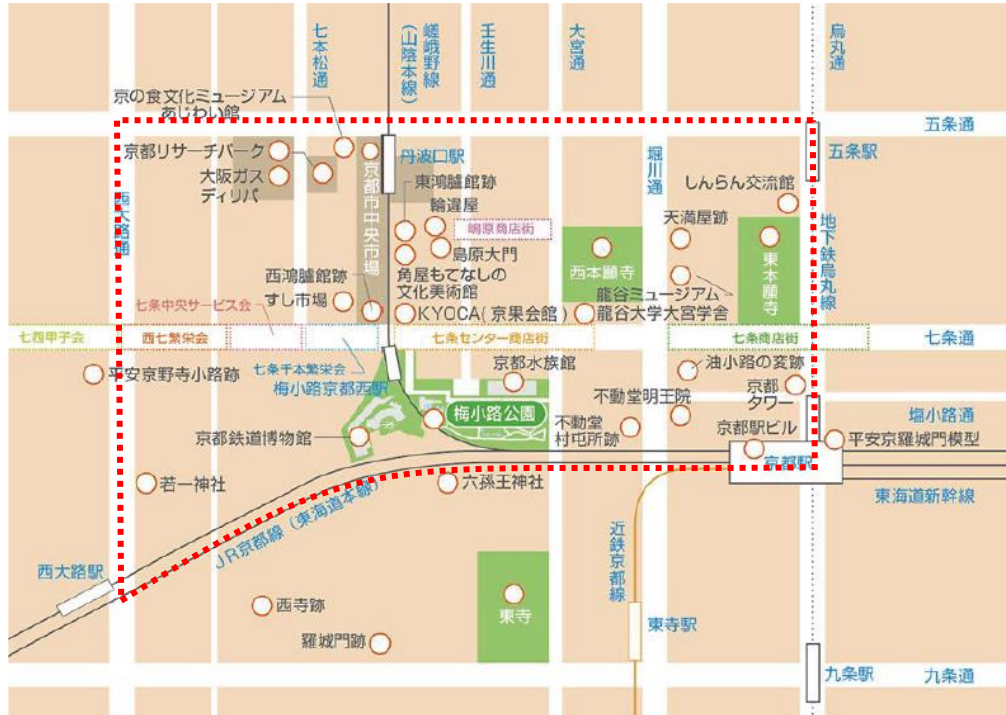 七本松通
嵯峨野線
(山陰本線)
壬生川通
大宮通
烏丸通
京の食文化ミュージアム
あじわい館
五条通
京都リサーチパーク
丹波口駅
五条駅
大阪ガス
ディリパ
東鴻臚館跡
堀川通
しんらん交流館
輪違屋
天満屋跡
西大路通
京都市中央市場
嶋原商店街
地下鉄烏丸線
島原大門
西本願寺
東本願寺
西鴻臚館跡
角屋もてなしの
文化美術館
すし市場
龍谷ミュージアム
七条中央サービス会
KYOCA(京果会館)
龍谷大学大宮学舎
七西甲子会
西七繁栄会
七条センター商店街
七条商店街
七条通
七条千本繁栄会
京都水族館
油小路の変跡
平安京野寺小路跡
梅小路京都西駅
京都
タワー
不動堂明王院
梅小路公園
塩小路通
不動堂
村屯所跡
京都駅ビル
京都鉄道博物館
平安京羅城門模型
京都駅
若一神社
六孫王神社
東海道新幹線
JR京都線(東海道本線)
近鉄京都線
西大路駅
西寺跡
東寺
東寺駅
羅城門跡
九条駅
九条通